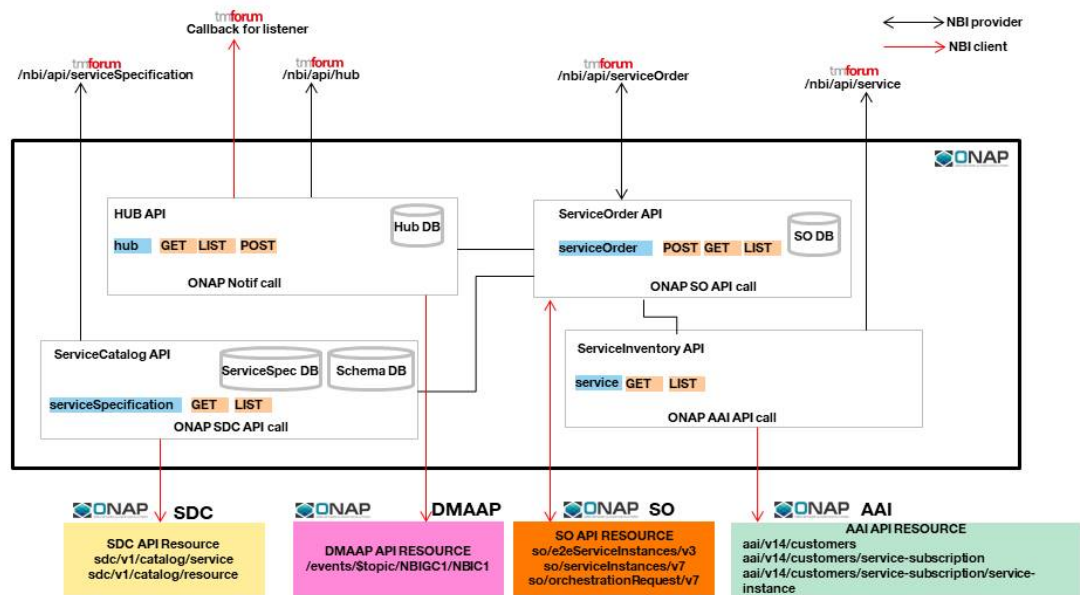 tmforum
Callback for listener
NBI provider
NBI client
tmforum
/nbi/api/serviceSpecification
tmforum
/nbi/api/hub
tmforum
/nbi/api/serviceOrder
tmforum
/nbi/api/service
ONAP
HUB API
Hub DB
hub GET LIST POST
ONAP Notif call
ServiceOrder API
SO DB
serviceOrder POST GET LIST
ONAP SO API call
ServiceCatalog API
ServiceSpec DB
Schema DB
serviceSpecification GET LIST
ONAP SDC API call
ServiceInventory API
service GET LIST
ONAP AAI API call
ONAP SDC
SDC API Resource
sdc/v1/catalog/service
sdc/v1/catalog/resource
ONAP DMAAP
DMAAP API RESOURCE
/events/$topic/NBIGC1/NBIC1
ONAP SO
SO API RESOURCE
so/e2eServiceInstances/v3
so/serviceInstances/v7
so/orchestrationRequest/v7
ONAP AAI
AAI API RESOURCE
aai/v14/customers
aai/v14/customers/service-subscription
aai/v14/customers/service-subscription/service-
instance